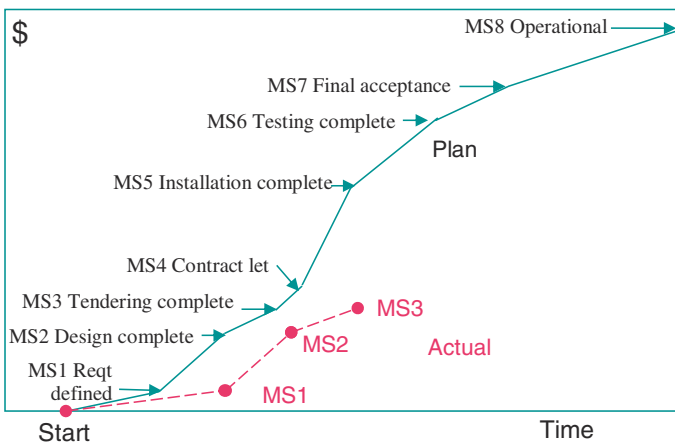 MS8 Operational
$
MS7 Final acceptance
MS6 Testing complete
Plan
MS5 Installation complete
MS4 Contract let
MS3 Tendering complete
MS3
MS2 Design complete
MS2
Actual
MS1 Reqt
defined
MS1
Start
Time